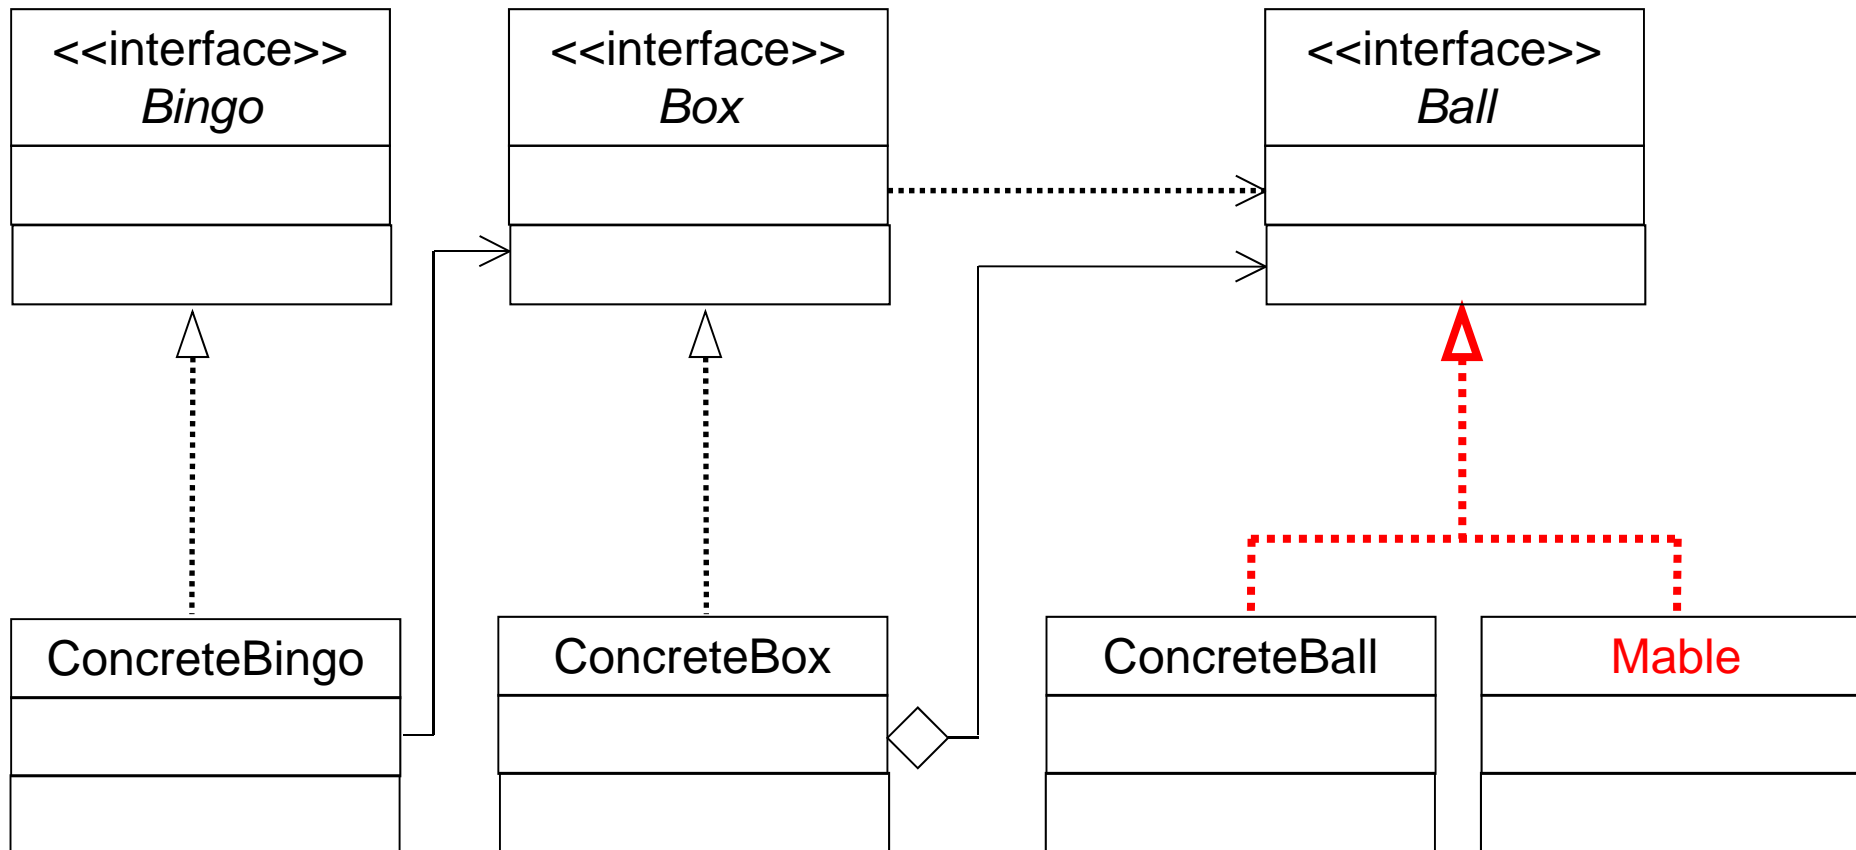 <<interface>>
Bingo
<<interface>>
Box
<<interface>>
Ball
ConcreteBingo
ConcreteBox
ConcreteBall
Mable